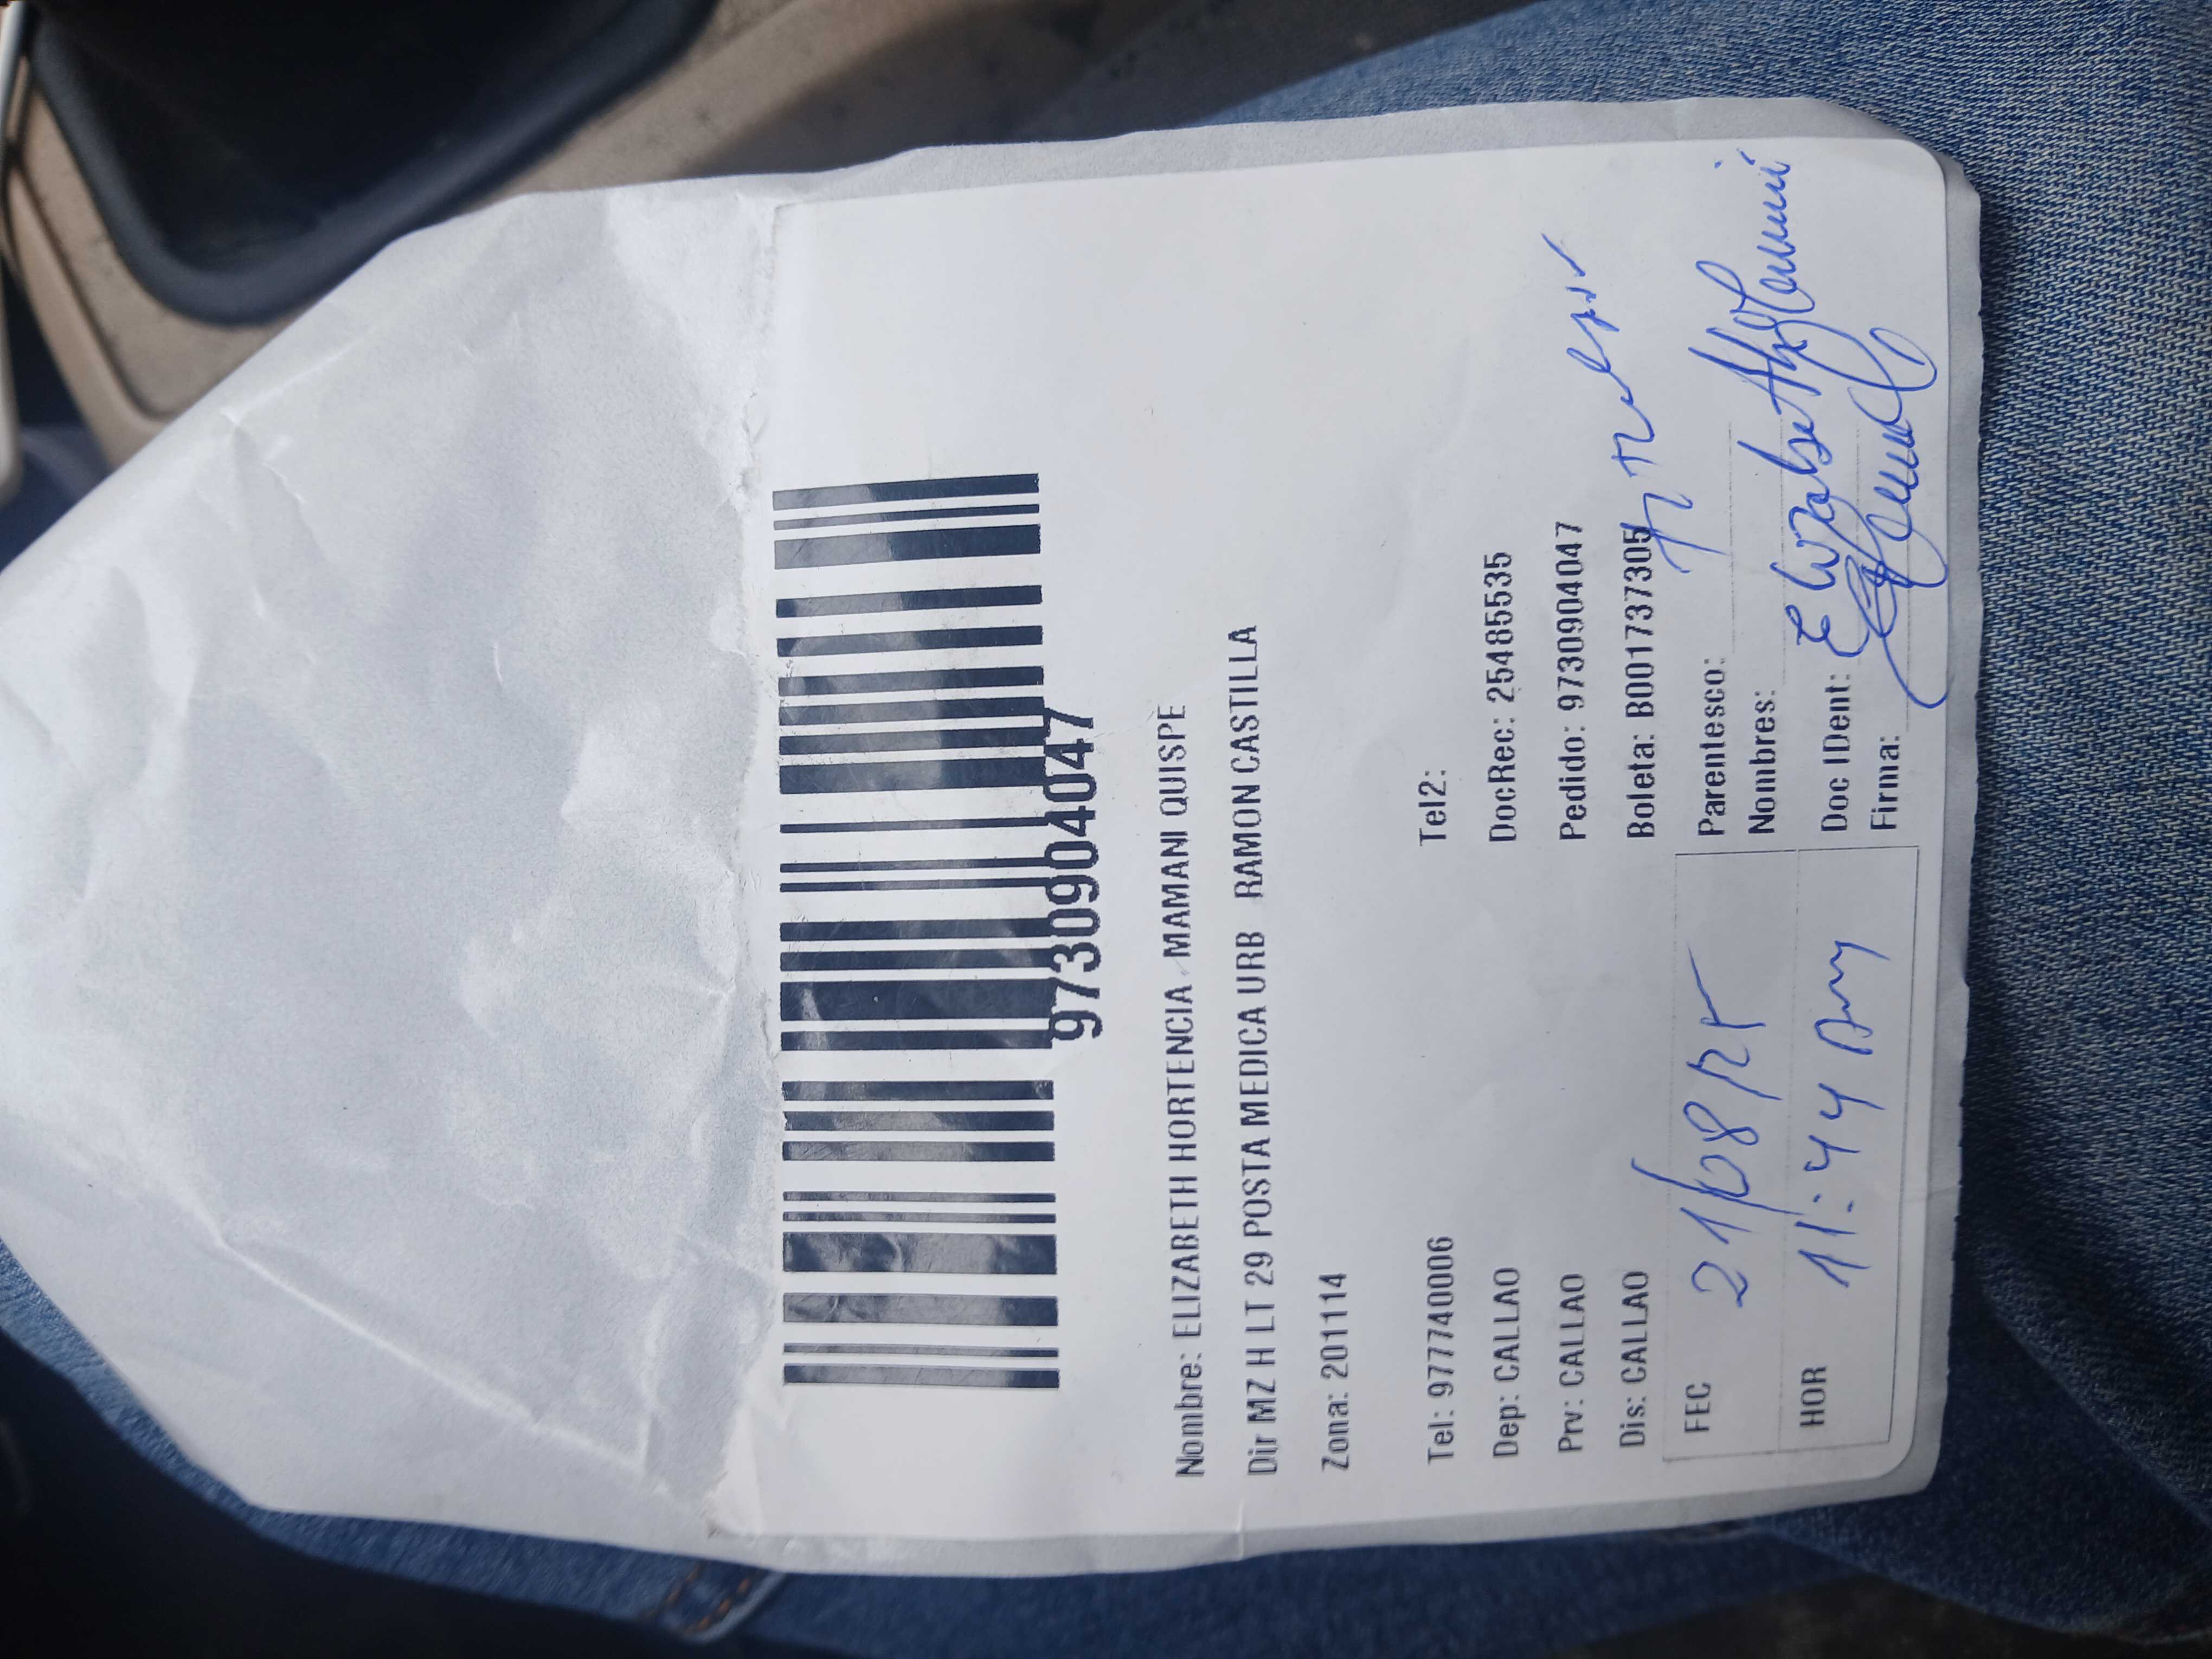 9730904047
Nombre: ELIZABETH HORTENCIA MAMANI QUISPE
Dir MZ H LT 29 POSTA MEDICA URB RAMON CASTILLA
Zona: 201114
Tel: 977740006 Tel2:
Dep: CALLAO DocRec: 25485535
Prv: CALLAO Pedido: 9730904047
Dis: CALLAO Boleta: B001737305
FEC 21/08/25 Parentesco:
Nombres: Elizabeth Mamani
HOR 11:44 Am Doc IDent:
Firma: